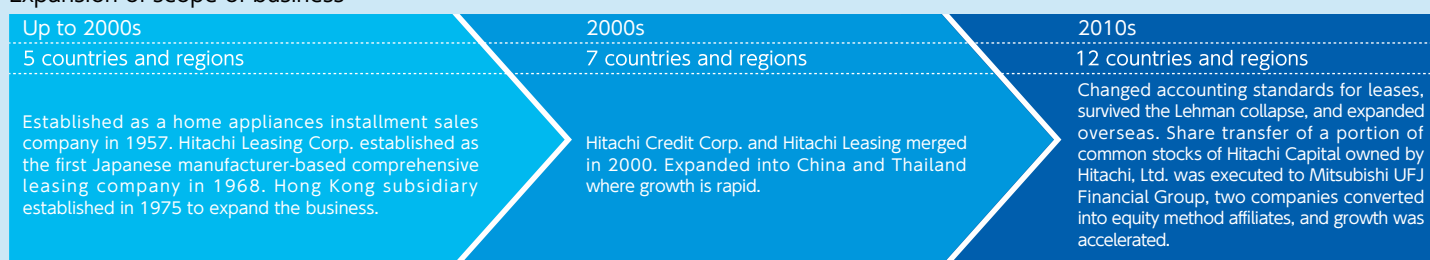 Expansion of scope of business
Up to 2000s
5 countries and regions
Established as a home appliances installment sales
company in 1957. Hitachi Leasing Corp. established as
the first Japanese manufacturer-based comprehensive
leasing company in 1968. Hong Kong subsidiary
established in 1975 to expand the business.
2000s
7 countries and regions
Hitachi Credit Corp. and Hitachi Leasing merged
in 2000. Expanded into China and Thailand
where growth is rapid.
2010s
12 countries and regions
Changed accounting standards for leases,
survived the Lehman collapse, and expanded
overseas. Share transfer of a portion of
common stocks of Hitachi Capital owned by
Hitachi, Ltd. was executed to Mitsubishi UFJ
Financial Group, two companies converted
into equity method affiliates, and growth was
accelerated.